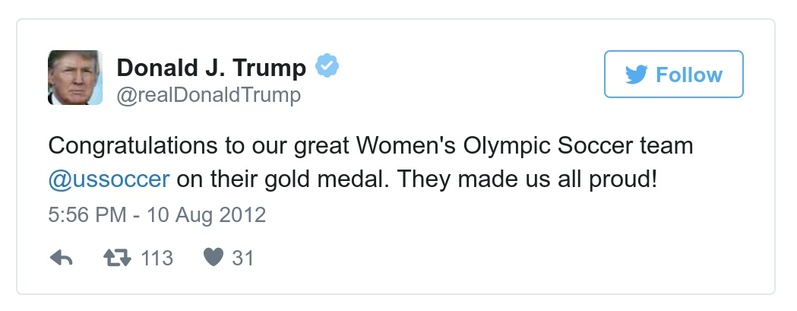 Donald J. Trump
@realDonaldTrump
Follow
Congratulations to our great Women's Olympic Soccer team
@ussoccer on their gold medal. They made us all proud!
5:56 PM - 10 Aug 2012
113
31